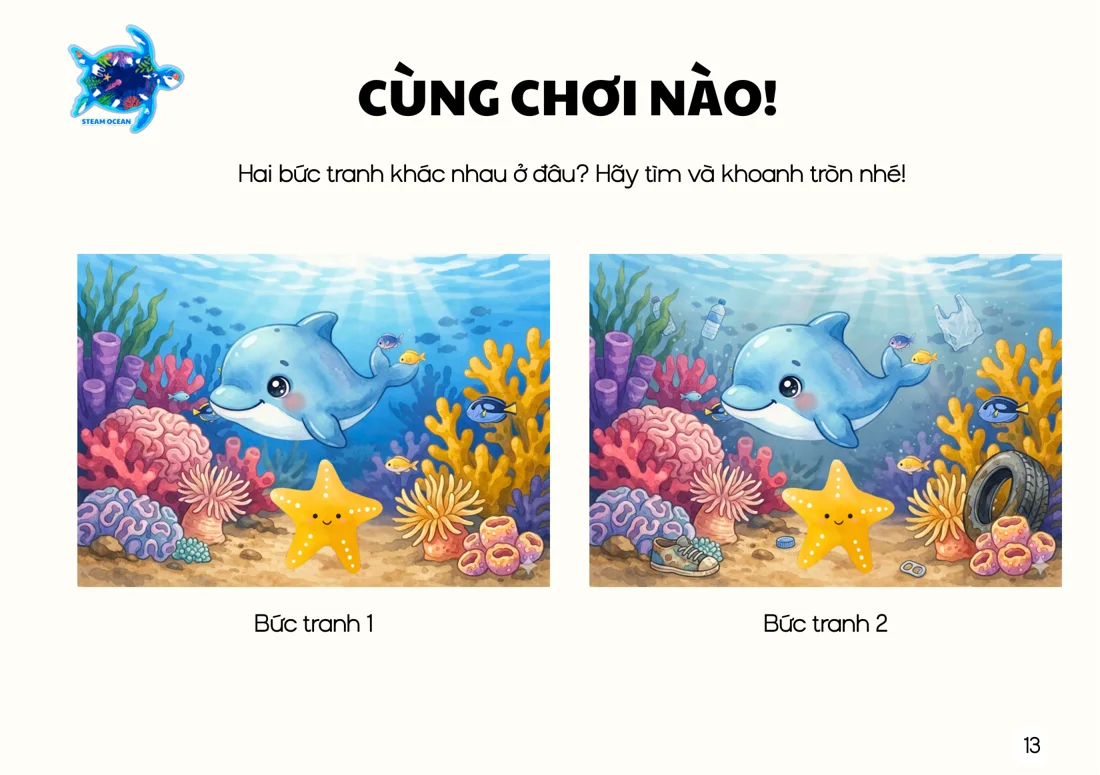 STEAM OCEAN
CÙNG CHƠI NÀO!
Hai bức tranh khác nhau ở đâu? Hãy tìm và khoanh tròn nhé!
Bức tranh 1
Bức tranh 2
13